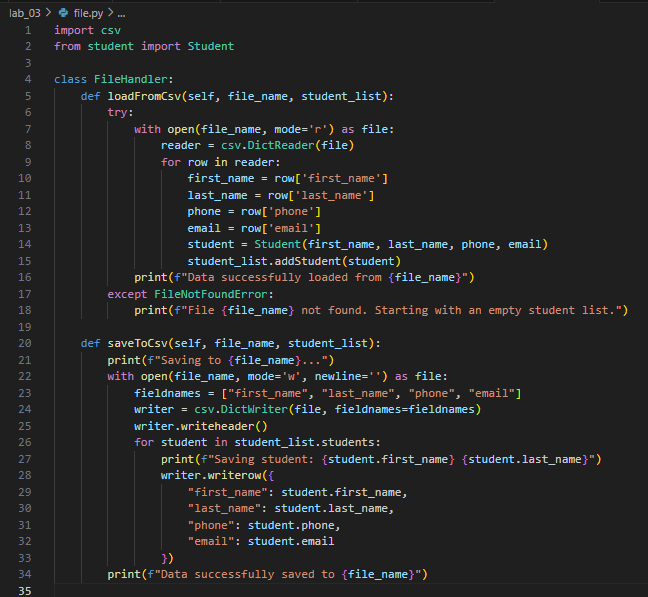 lab_03 > file.py > ...
1 import csv
2 from student import Student
3
4 class FileHandler:
5     def loadFromCsv(self, file_name, student_list):
6         try:
7             with open(file_name, mode='r') as file:
8                 reader = csv.DictReader(file)
9                 for row in reader:
10                     first_name = row['first_name']
11                     last_name = row['last_name']
12                     phone = row['phone']
13                     email = row['email']
14                     student = Student(first_name, last_name, phone, email)
15                     student_list.addStudent(student)
16             print(f"Data successfully loaded from {file_name}")
17         except FileNotFoundError:
18             print(f"File {file_name} not found. Starting with an empty student list.")
19
20     def saveToCsv(self, file_name, student_list):
21         print(f"Saving to {file_name}...")
22         with open(file_name, mode='w', newline='') as file:
23             fieldnames = ["first_name", "last_name", "phone", "email"]
24             writer = csv.DictWriter(file, fieldnames=fieldnames)
25             writer.writeheader()
26             for student in student_list.students:
27                 print(f"Saving student: {student.first_name} {student.last_name}")
28                 writer.writerow({
29                     "first_name": student.first_name,
30                     "last_name": student.last_name,
31                     "phone": student.phone,
32                     "email": student.email
33                 })
34         print(f"Data successfully saved to {file_name}")
35